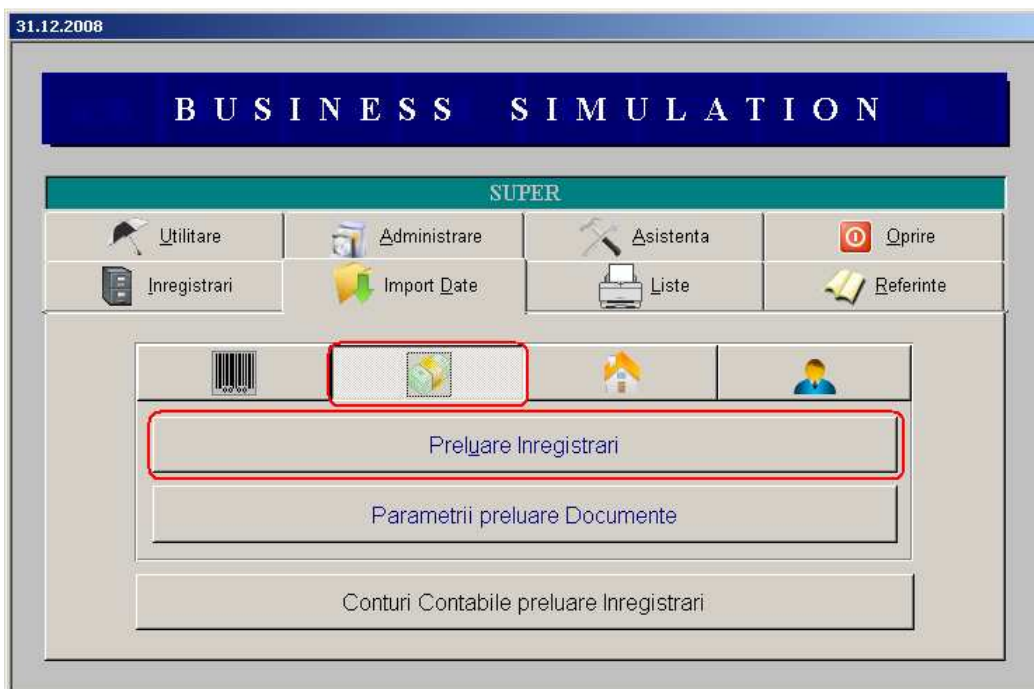 31.12.2008
BUSINESS SIMULATION
SUPER
Utilitare Administrare Asistenta Oprire
Inregistrari Import Date Liste Referinte
Preluare Inregistrari
Parametrii preluare Documente
Conturi Contabile preluare Inregistrari